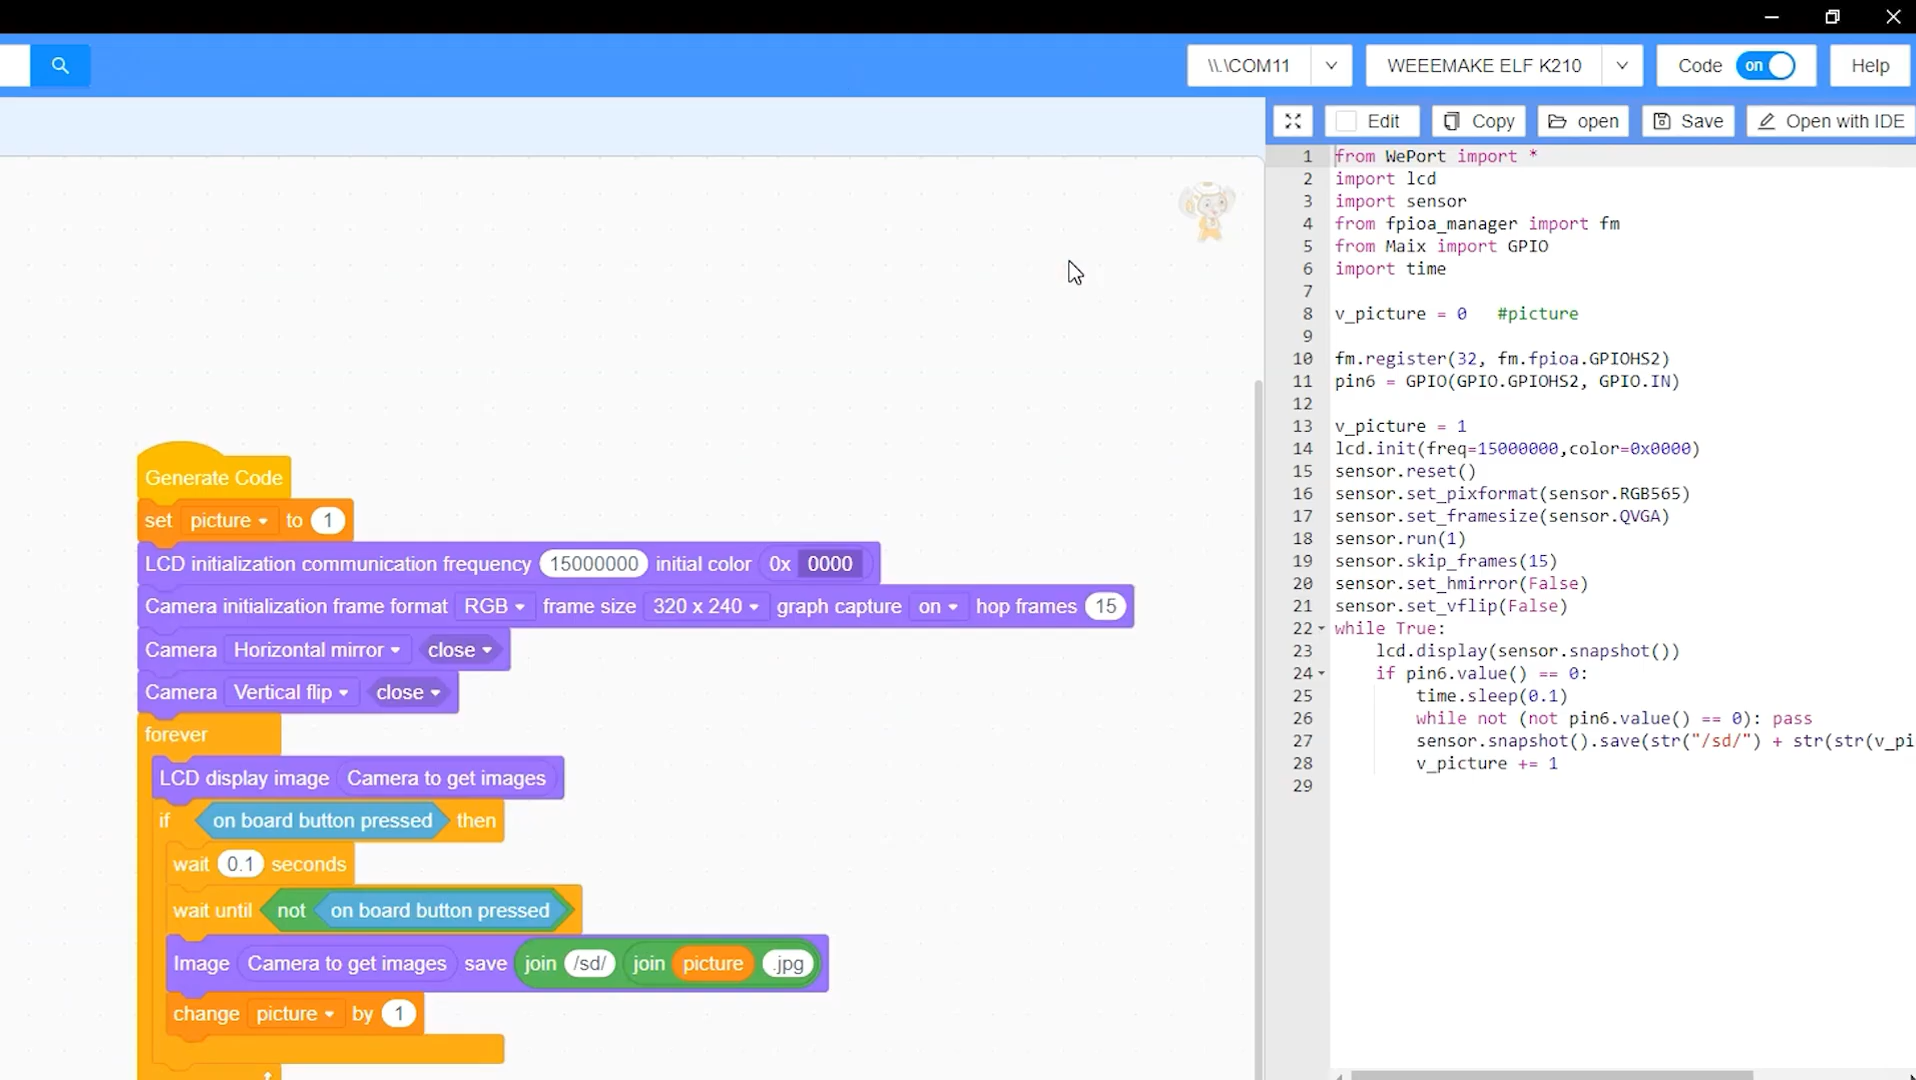 \\.\COM11 WEEEMAKE ELF K210 Code on Help
Edit Copy open Save Open with IDE
Generate Code
set picture to 1
LCD initialization communication frequency 15000000 initial color 0x 0000
Camera initialization frame format RGB frame size 320 x 240 graph capture on hop frames 15
Camera Horizontal mirror close
Camera Vertical flip close
forever
LCD display image Camera to get images
if on board button pressed then
wait 0.1 seconds
wait until not on board button pressed
Image Camera to get images save join /sd/ join picture .jpg
change picture by 1
1 from WePort import *
2 import lcd
3 import sensor
4 from fpioa_manager import fm
5 from Maix import GPIO
6 import time
7
8 v_picture = 0 #picture
9
10 fm.register(32, fm.fpioa.GPIOHS2)
11 pin6 = GPIO(GPIO.GPIOHS2, GPIO.IN)
12
13 v_picture = 1
14 lcd.init(freq=15000000,color=0x0000)
15 sensor.reset()
16 sensor.set_pixformat(sensor.RGB565)
17 sensor.set_framesize(sensor.QVGA)
18 sensor.run(1)
19 sensor.skip_frames(15)
20 sensor.set_hmirror(False)
21 sensor.set_vflip(False)
22 while True:
23 lcd.display(sensor.snapshot())
24 if pin6.value() == 0:
25 time.sleep(0.1)
26 while not (not pin6.value() == 0): pass
27 sensor.snapshot().save(str("/sd/") + str(str(v_pi
28 v_picture += 1
29